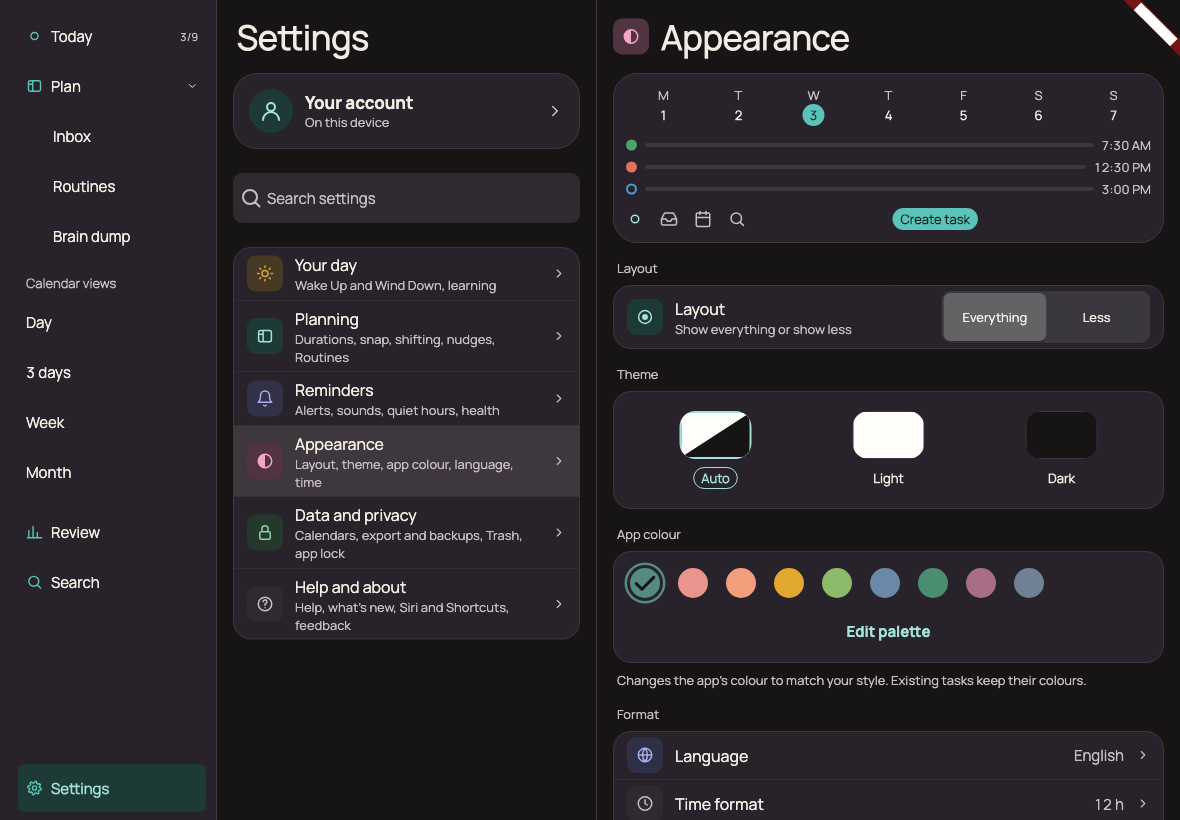 Today
3/9
Plan
Inbox
Routines
Brain dump
Calendar views
Day
3 days
Week
Month
Review
Search
Settings
Settings
Your account
On this device
Search settings
Your day
Wake Up and Wind Down, learning
Planning
Durations, snap, shifting, nudges,
Routines
Reminders
Alerts, sounds, quiet hours, health
Appearance
Layout, theme, app colour, language,
time
Data and privacy
Calendars, export and backups, Trash,
app lock
Help and about
Help, what's new, Siri and Shortcuts,
feedback
Appearance
M T W T F S S
1 2 3 4 5 6 7
7:30 AM
12:30 PM
3:00 PM
Create task
Layout
Layout
Show everything or show less
Everything
Less
Theme
Auto
Light
Dark
App colour
Edit palette
Changes the app's colour to match your style. Existing tasks keep their colours.
Format
Language
English
Time format
12 h